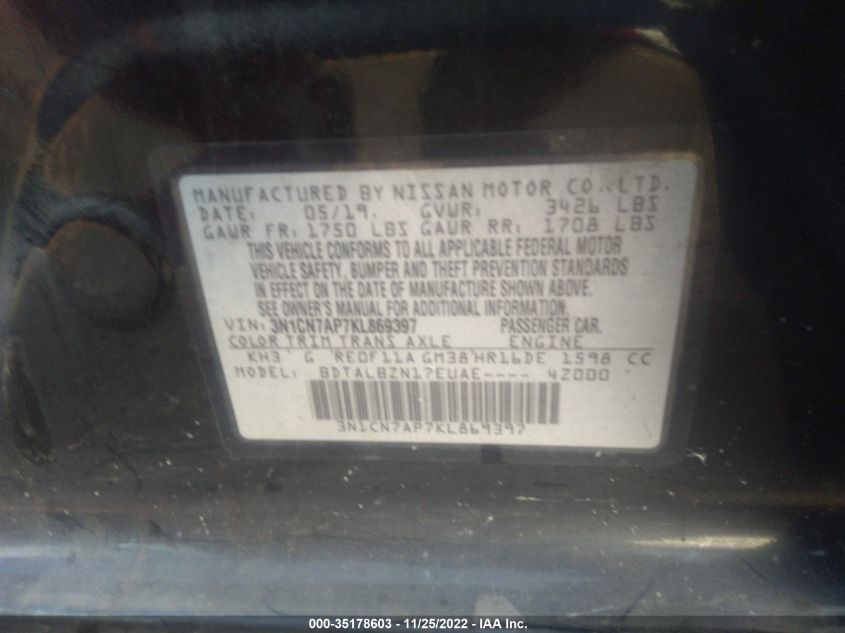 MANUFACTURED BY NISSAN MOTOR CO.,LTD.
DATE: 05/19. GVWR: 3426 LBS
GAWR FR: 1750 LBS GAWR RR: 1708 LBS
THIS VEHICLE CONFORMS TO ALL APPLICABLE FEDERAL MOTOR
VEHICLE SAFETY, BUMPER AND THEFT PREVENTION STANDARDS
IN EFFECT ON THE DATE OF MANUFACTURE SHOWN ABOVE.
SEE OWNER'S MANUAL FOR ADDITIONAL INFORMATION.
VIN: 3N1CN7AP7KL869397 PASSENGER CAR.
COLOR TRIM TRANS AXLE ENGINE
KH3 G RE0F11A GM38 HR16DE 1598 CC
MODEL: BDTALBZN17EUAE---- 4Z000
3N1CN7AP7KL869397
000-35178603 - 11/25/2022 - IAA Inc.